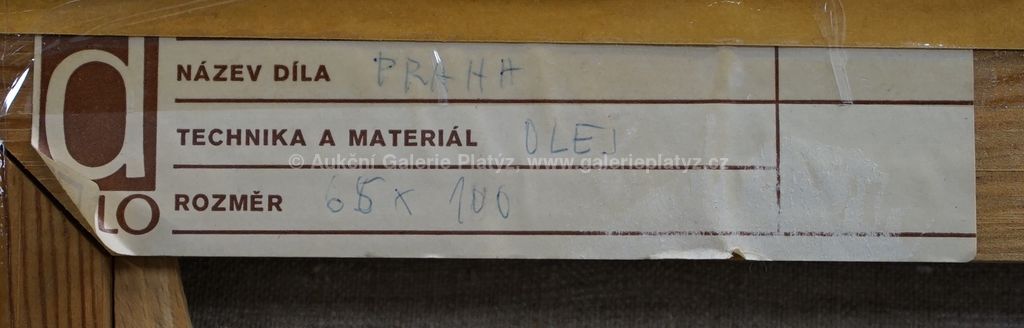 NÁZEV DÍLA PRAHA
TECHNIKA A MATERIÁL OLEJ
© Aukční Galerie Platýz, www.galerieplatyz.cz
ROZMĚR 65 x 100
d
LO